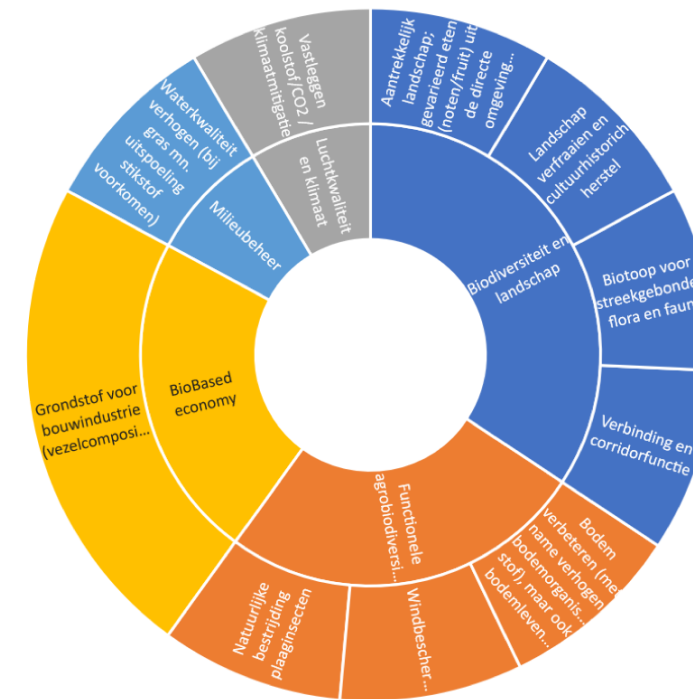 Aantrekkelijk
landschap;
gevarieerd eten
(noten/fruit) uit
de directe
omgeving...
Landschap
verfraaien en
cultuurhistorich
herstel
Biotoop voor
streekgebonde
flora en faun
Verbinding en
corridorfunctie
Biodiversiteit en
landschap
Bodem
verbeteren (me
name verhogen
bodemorganis...
stof), maar ook
bodemleven...
Windbescher...
Natuurlijke
bestrijding
plaaginsecten
Functionele
agrobiodiversi...
Grondstof voor
bouwindustrie
(vezelcomposi...
BioBased
economy
Waterkwaliteit
verhogen (bij
gras mn.
uitspoeling
stikstof
voorkomen)
Milieubeheer
Vastleggen
koolstof/CO2 /
klimaatmitigatie
Luchtkwaliteit
en klimaat